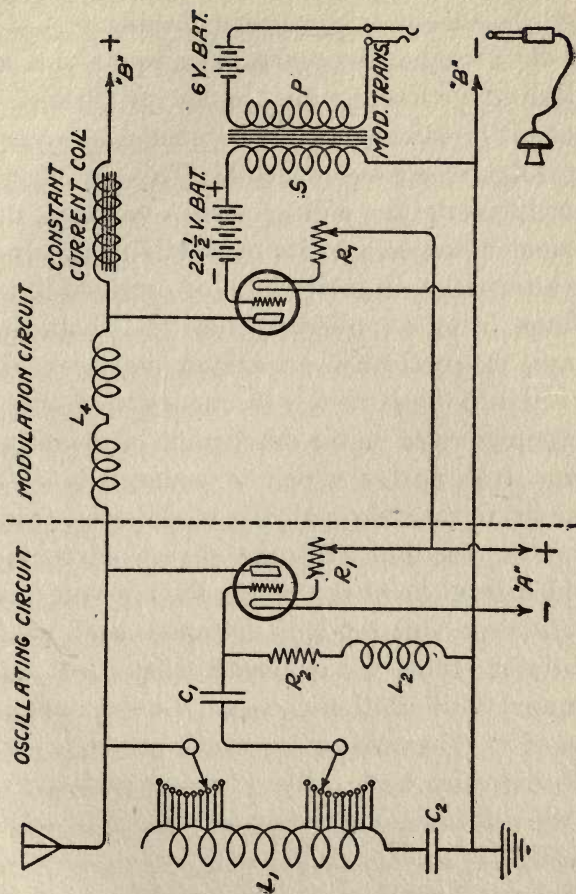 OSCILLATING CIRCUIT
MODULATION CIRCUIT
CONSTANT
CURRENT COIL
"B" +
L4
22½ V. BAT.
- +
6 V. BAT.
S
P
MOD. TRANS.
R1
"B" -
C1
R2
L2
R1
- "A" +
L1
C2